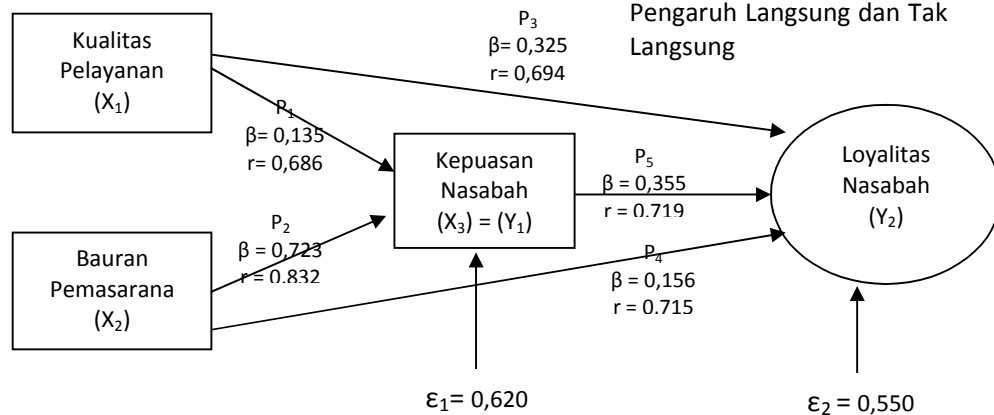 Pengaruh Langsung dan Tak
Langsung
Kualitas
Pelayanan
(X₁)
P₃
β= 0,325
r= 0,694
P₁
β= 0,135
r= 0,686
Kepuasan
Nasabah
(X₃) = (Y₁)
P₅
β = 0,355
r = 0.719
Loyalitas
Nasabah
(Y₂)
Bauran
Pemasarana
(X₂)
P₂
β = 0,723
r = 0.832
P₄
β = 0,156
r = 0.715
ε₁= 0,620
ε₂ = 0,550